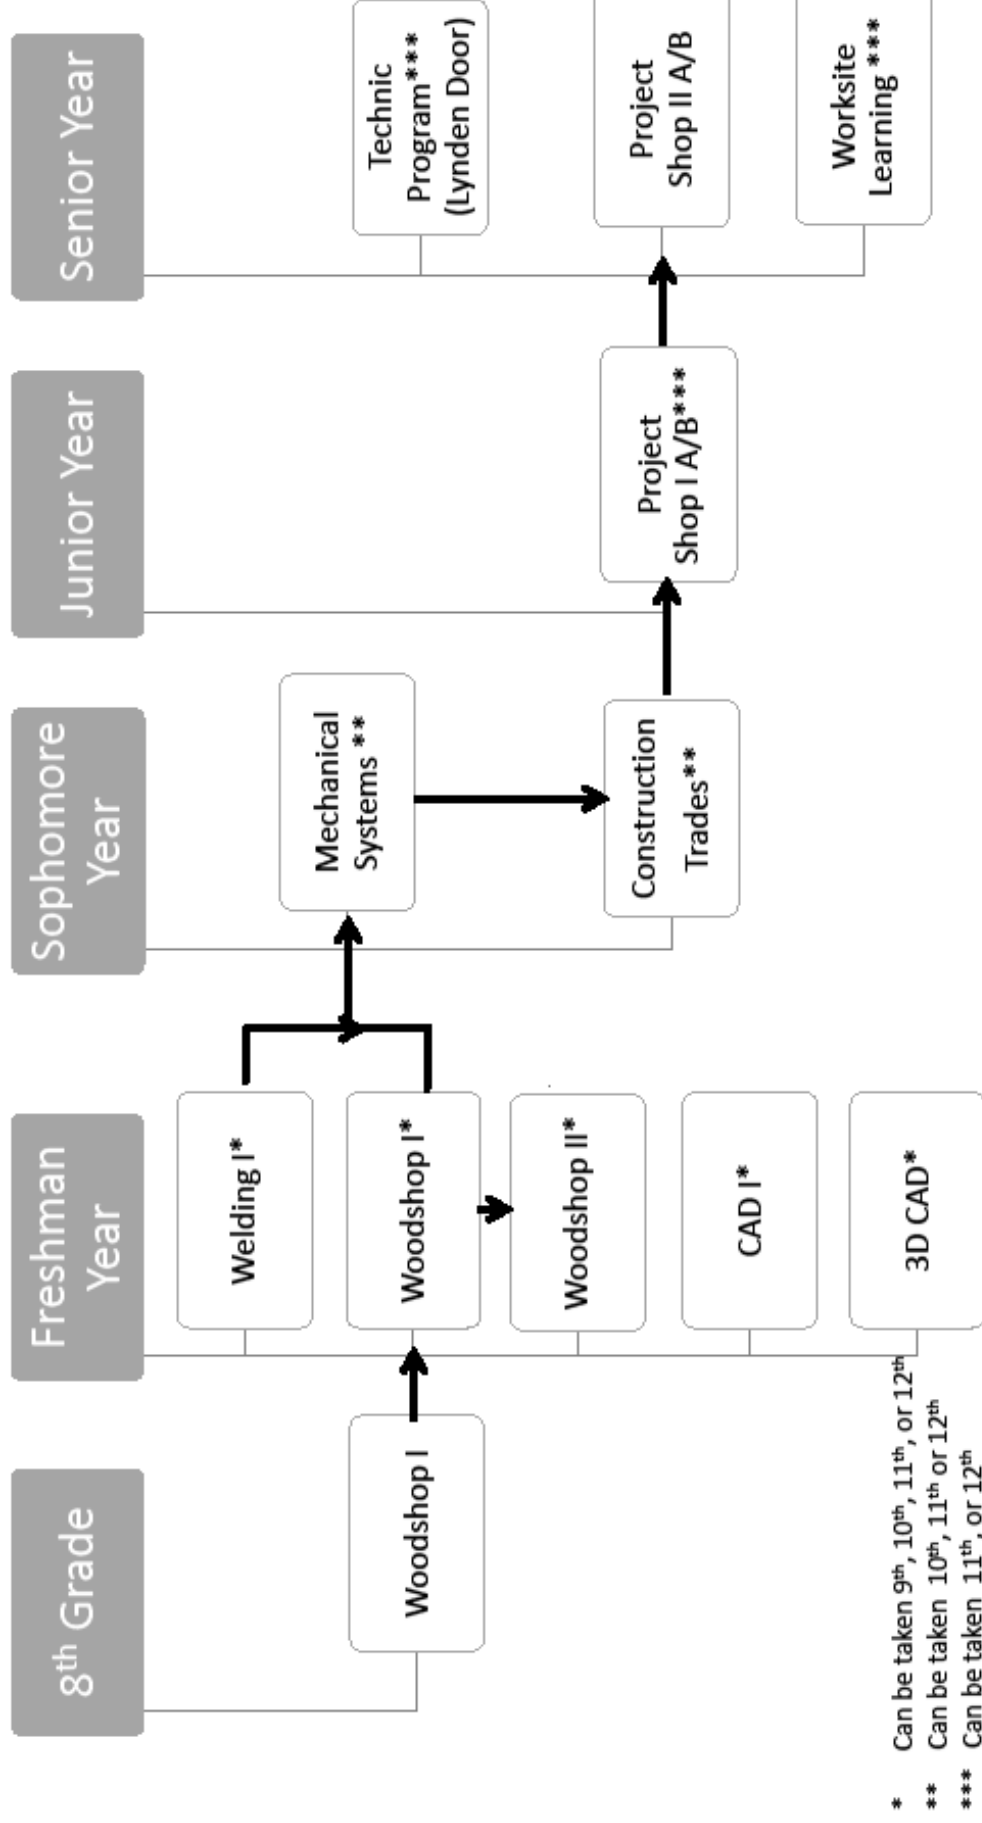 8th Grade
Freshman
Year
Sophomore
Year
Junior Year
Senior Year
Woodshop I
Welding I*
Woodshop I*
Woodshop II*
CAD I*
3D CAD*
Mechanical
Systems **
Construction
Trades**
Project
Shop I A/B****
Technic
Program****
(Lynden Door)
Project
Shop II A/B
Worksite
Learning ***
* Can be taken 9th, 10th, 11th, or 12th
** Can be taken 10th, 11th or 12th
*** Can be taken 11th, or 12th